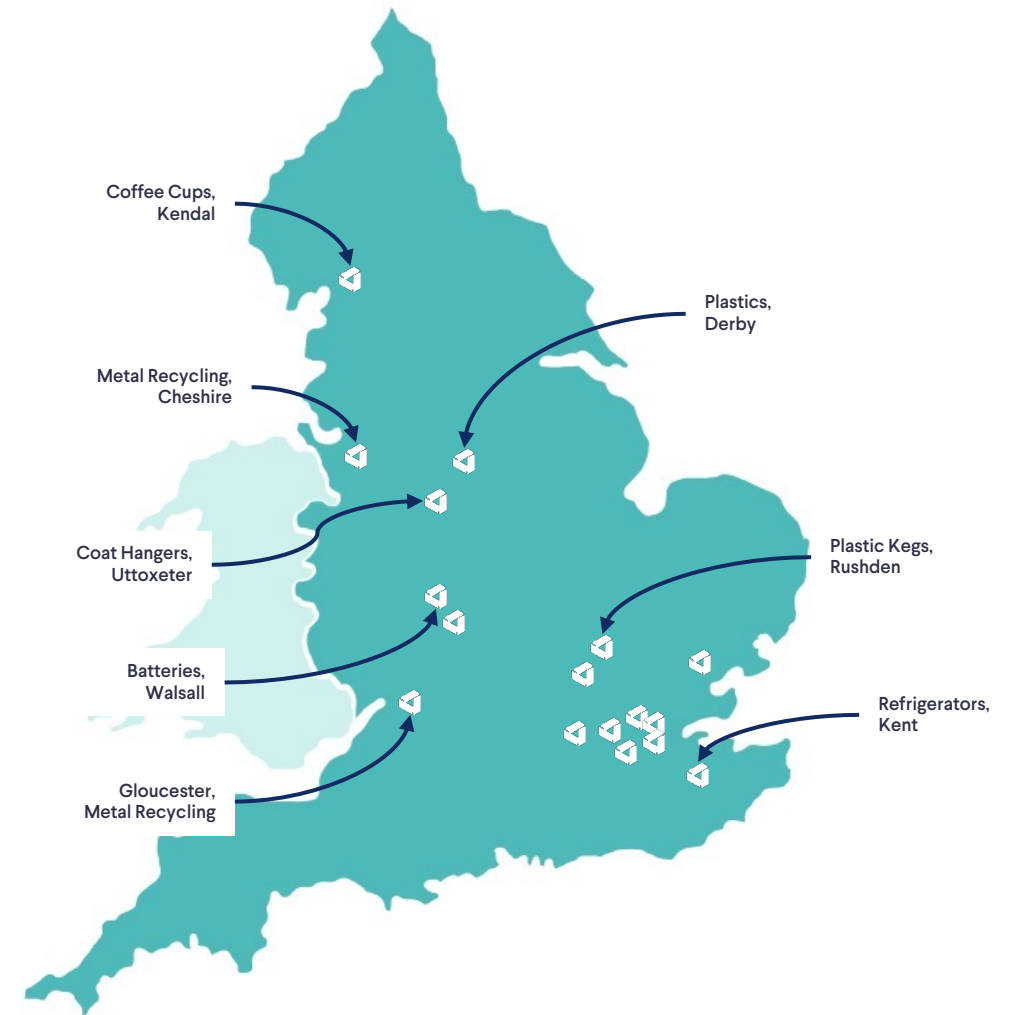 Coffee Cups,
Kendal
Plastics,
Derby
Metal Recycling,
Cheshire
Coat Hangers,
Uttoxeter
Plastic Kegs,
Rushden
Batteries,
Walsall
Refrigerators,
Kent
Gloucester,
Metal Recycling